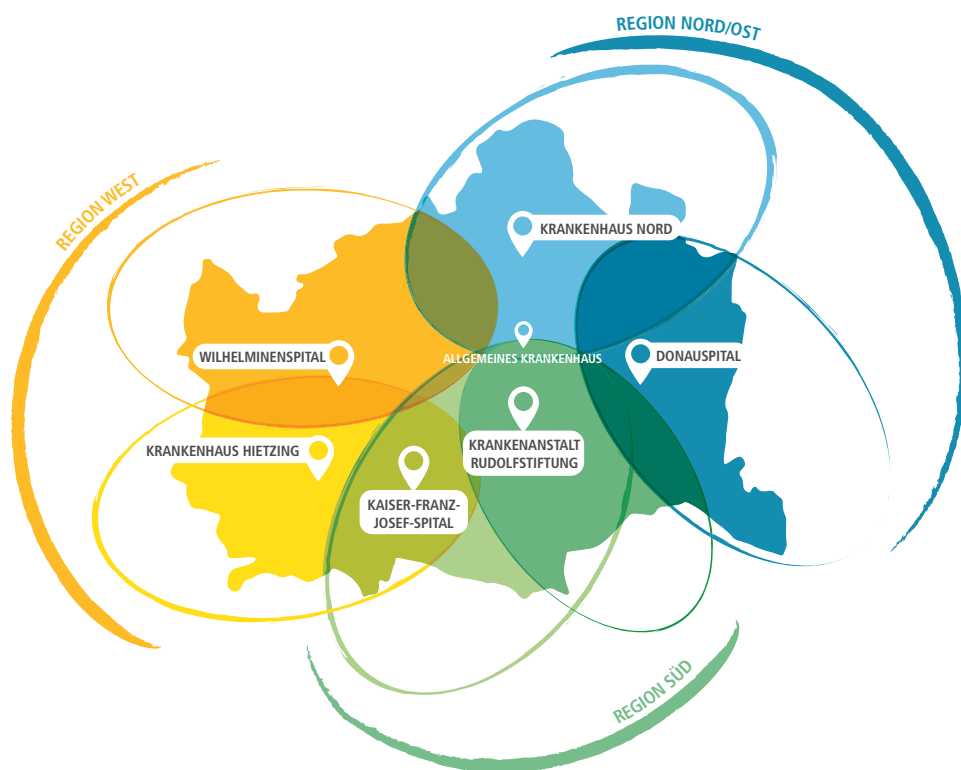 REGION NORD/OST
REGION WEST
KRANKENHAUS NORD
WILHELMINENSPITAL
ALLGEMEINES KRANKENHAUS
DONAUSPITAL
KRANKENHAUS HIETZING
KRANKENANSTALT
RUDOLFSTIFTUNG
KAISER-FRANZ-
JOSEF-SPITAL
REGION SÜD